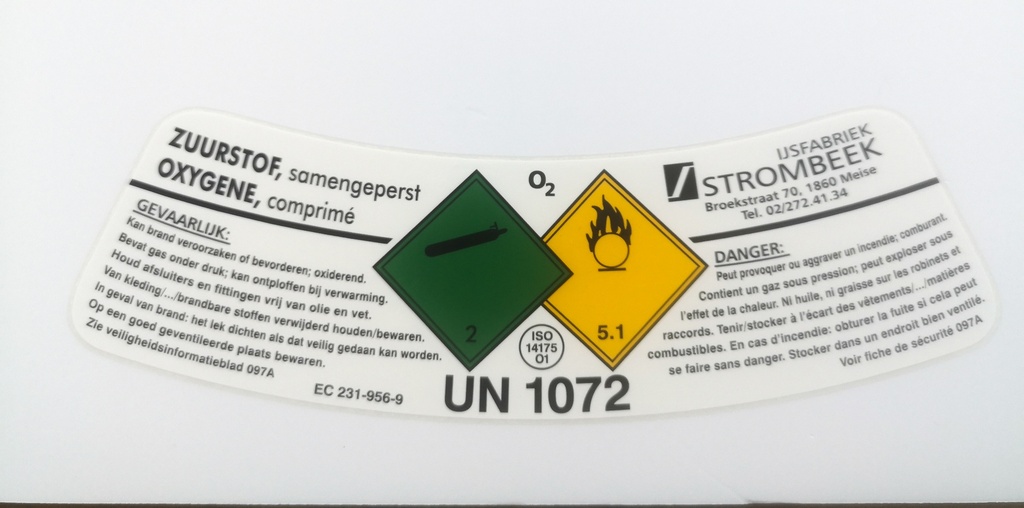 ZUURSTOF, samengeperst
OXYGENE, comprimé
GEVAARLIJK:
Kan brand veroorzaken of bevorderen; oxiderend.
Bevat gas onder druk; kan ontploffen bij verwarming.
Houd afsluiters en fittingen vrij van olie en vet.
Van kleding/.../brandbare stoffen verwijderd houden/bewaren.
In geval van brand: het lek dichten als dat veilig gedaan kan worden.
Op een goed geventileerde plaats bewaren.
Zie veiligheidsinformatieblad 097A
EC 231-956-9
O2
2
5.1
ISO
14175
O1
UN 1072
IJSFABRIEK
STROMBEEK
Broekstraat 70, 1860 Meise
Tel. 02/272.41.34
DANGER:
Peut provoquer ou aggraver un incendie; comburant.
Contient un gaz sous pression; peut exploser sous
l'effet de la chaleur. Ni huile, ni graisse sur les robinets et
raccords. Tenir/stocker à l'écart des vêtements/.../matières
combustibles. En cas d'incendie: obturer la fuite si cela peut
se faire sans danger. Stocker dans un endroit bien ventilé.
Voir fiche de sécurité 097A